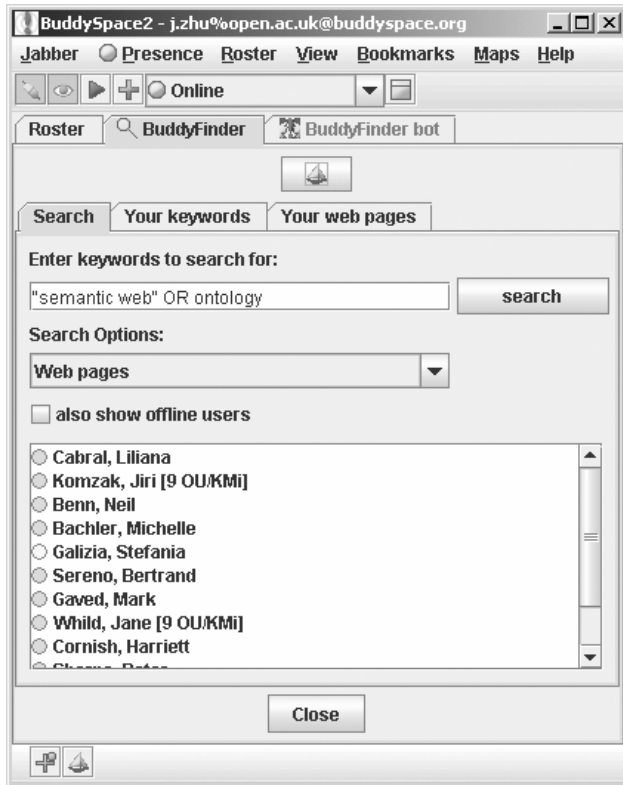 BuddySpace2 - j.zhu%open.ac.uk@buddyspace.org
Jabber Presence Roster View Bookmarks Maps Help
Online
Roster BuddyFinder BuddyFinder bot
Search Your keywords Your web pages
Enter keywords to search for:
"semantic web" OR ontology search
Search Options:
Web pages
also show offline users
Cabral, Liliana
Komzak, Jiri [9 OU/KMi]
Benn, Neil
Bachler, Michelle
Galizia, Stefania
Sereno, Bertrand
Gaved, Mark
Whild, Jane [9 OU/KMi]
Cornish, Harriett
Close